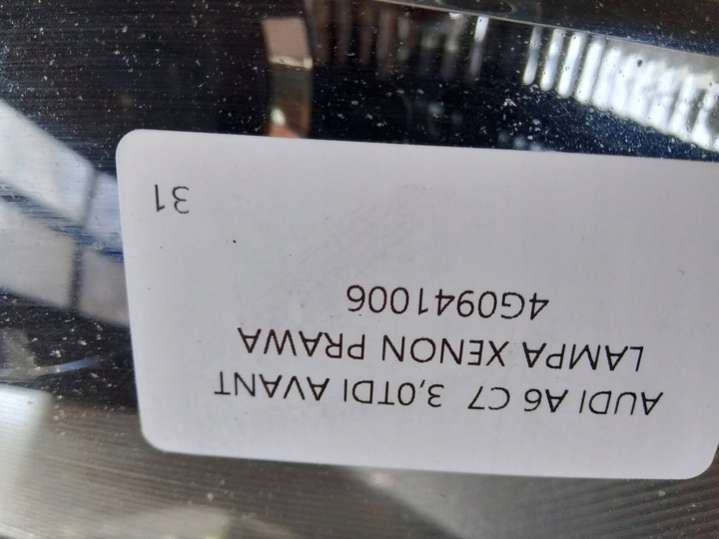 AUDI A6 C7 3,0TDI AVANT
LAMPA XENON PRAWA
4G0941006
31